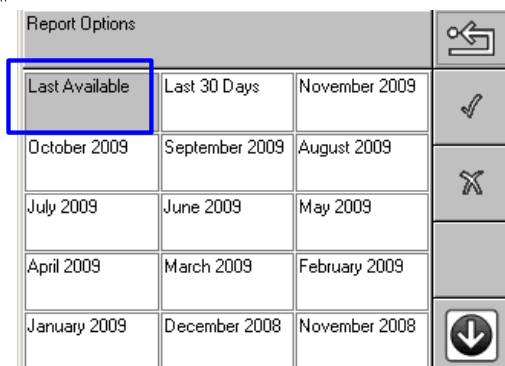 Report Options
Last Available
Last 30 Days
November 2009
October 2009
September 2009
August 2009
July 2009
June 2009
May 2009
April 2009
March 2009
February 2009
January 2009
December 2008
November 2008